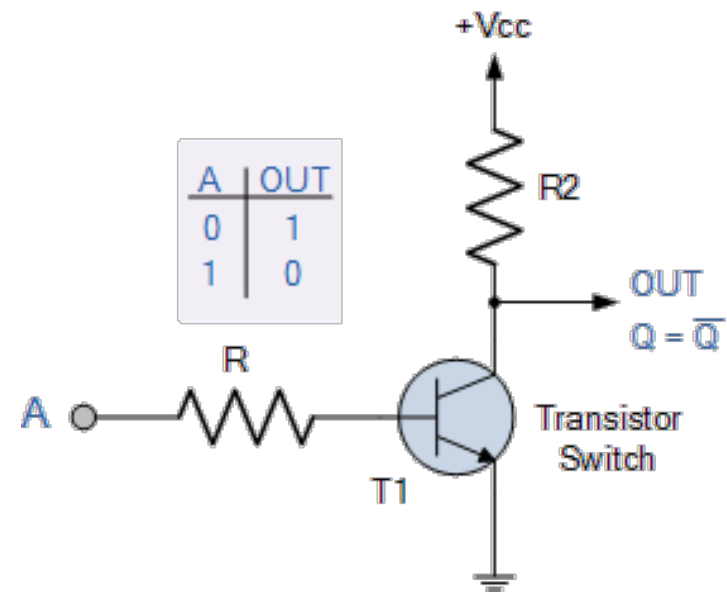 +Vcc
A OUT
0 1
1 0
R2
OUT
Q = Q̅
R
A
Transistor
Switch
T1